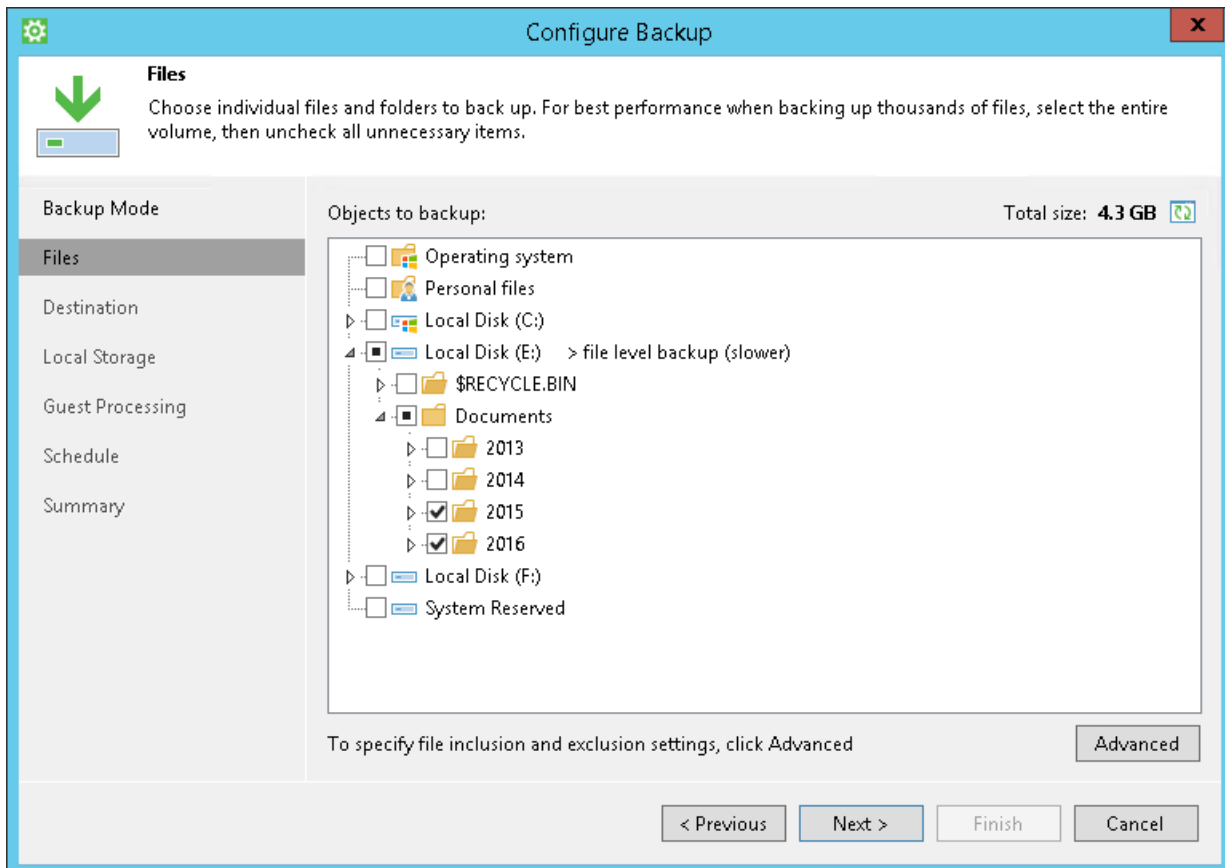 Configure Backup
x
Files
Choose individual files and folders to back up. For best performance when backing up thousands of files, select the entire
volume, then uncheck all unnecessary items.
Backup Mode
Files
Destination
Local Storage
Guest Processing
Schedule
Summary
Objects to backup:
Total size: 4.3 GB
Operating system
Personal files
Local Disk (C:)
Local Disk (E:) > file level backup (slower)
$RECYCLE.BIN
Documents
2013
2014
2015
2016
Local Disk (F:)
System Reserved
To specify file inclusion and exclusion settings, click Advanced
Advanced
< Previous
Next >
Finish
Cancel